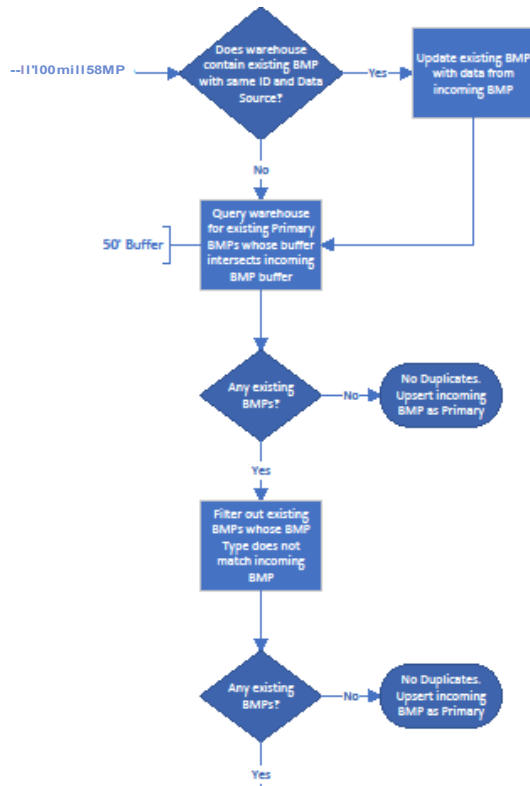 Does warehouse
contain existing BMP
with same ID and Data
Source?
--II'100mill58MP
Yes
Update existing BMP
with data from
incoming BMP
No
Query warehouse
for existing Primary
BMPs whose buffer
intersects incoming
BMP buffer
50' Buffer
Any existing
BMPs?
No
No Duplicates.
Upsert incoming
BMP as Primary
Yes
Filter out existing
BMPs whose BMP
Type does not
match incoming
BMP
Any existing
BMPs?
No
No Duplicates.
Upsert incoming
BMP as Primary
Yes